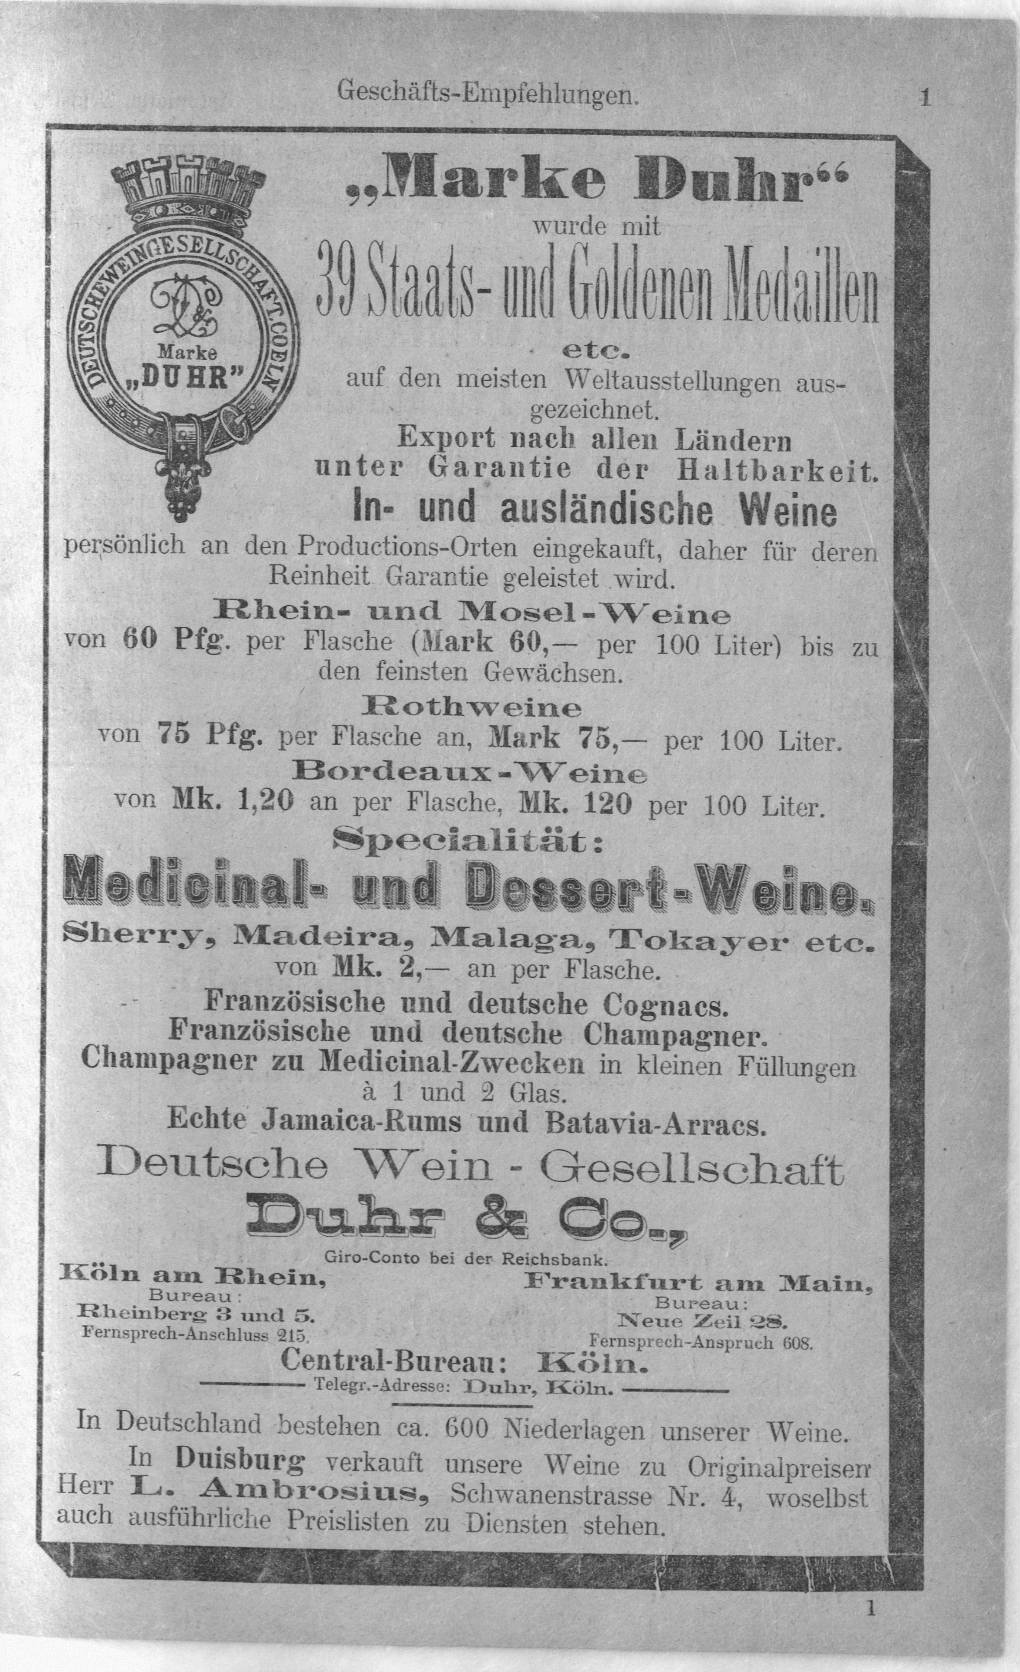 Geschäfts-Empfehlungen. 1
DEUTSCHE WEINGESELLSCHAFT. COELN
D & C
Marke
„DUHR”
„Marke Duhr“
wurde mit
39 Staats- und Goldenen Medaillen
etc.
auf den meisten Weltausstellungen aus-
gezeichnet.
Export nach allen Ländern
unter Garantie der Haltbarkeit.
In- und ausländische Weine
persönlich an den Productions-Orten eingekauft, daher für deren
Reinheit Garantie geleistet wird.
Rhein- und Mosel-Weine
von 60 Pfg. per Flasche (Mark 60,— per 100 Liter) bis zu
den feinsten Gewächsen.
Rothweine
von 75 Pfg. per Flasche an, Mark 75,— per 100 Liter.
Bordeaux-Weine
von Mk. 1,20 an per Flasche, Mk. 120 per 100 Liter.
Specialität:
Medicinal- und Dessert-Weine.
Sherry, Madeira, Malaga, Tokayer etc.
von Mk. 2,— an per Flasche.
Französische und deutsche Cognacs.
Französische und deutsche Champagner.
Champagner zu Medicinal-Zwecken in kleinen Füllungen
à 1 und 2 Glas.
Echte Jamaica-Rums und Batavia-Arracs.
Deutsche Wein-Gesellschaft
Duhr & Co.,
Giro-Conto bei der Reichsbank.
Köln am Rhein,
Bureau:
Rheinberg 3 und 5.
Fernsprech-Anschluss 215.
Frankfurt am Main,
Bureau:
Neue Zeil 28.
Fernsprech-Anspruch 608.
Central-Bureau: Köln.
Telegr.-Adresse: Duhr, Köln.
In Deutschland bestehen ca. 600 Niederlagen unserer Weine.
In Duisburg verkauft unsere Weine zu Originalpreisen
Herr L. Ambrosius, Schwanenstrasse Nr. 4, woselbst
auch ausführliche Preislisten zu Diensten stehen.
1